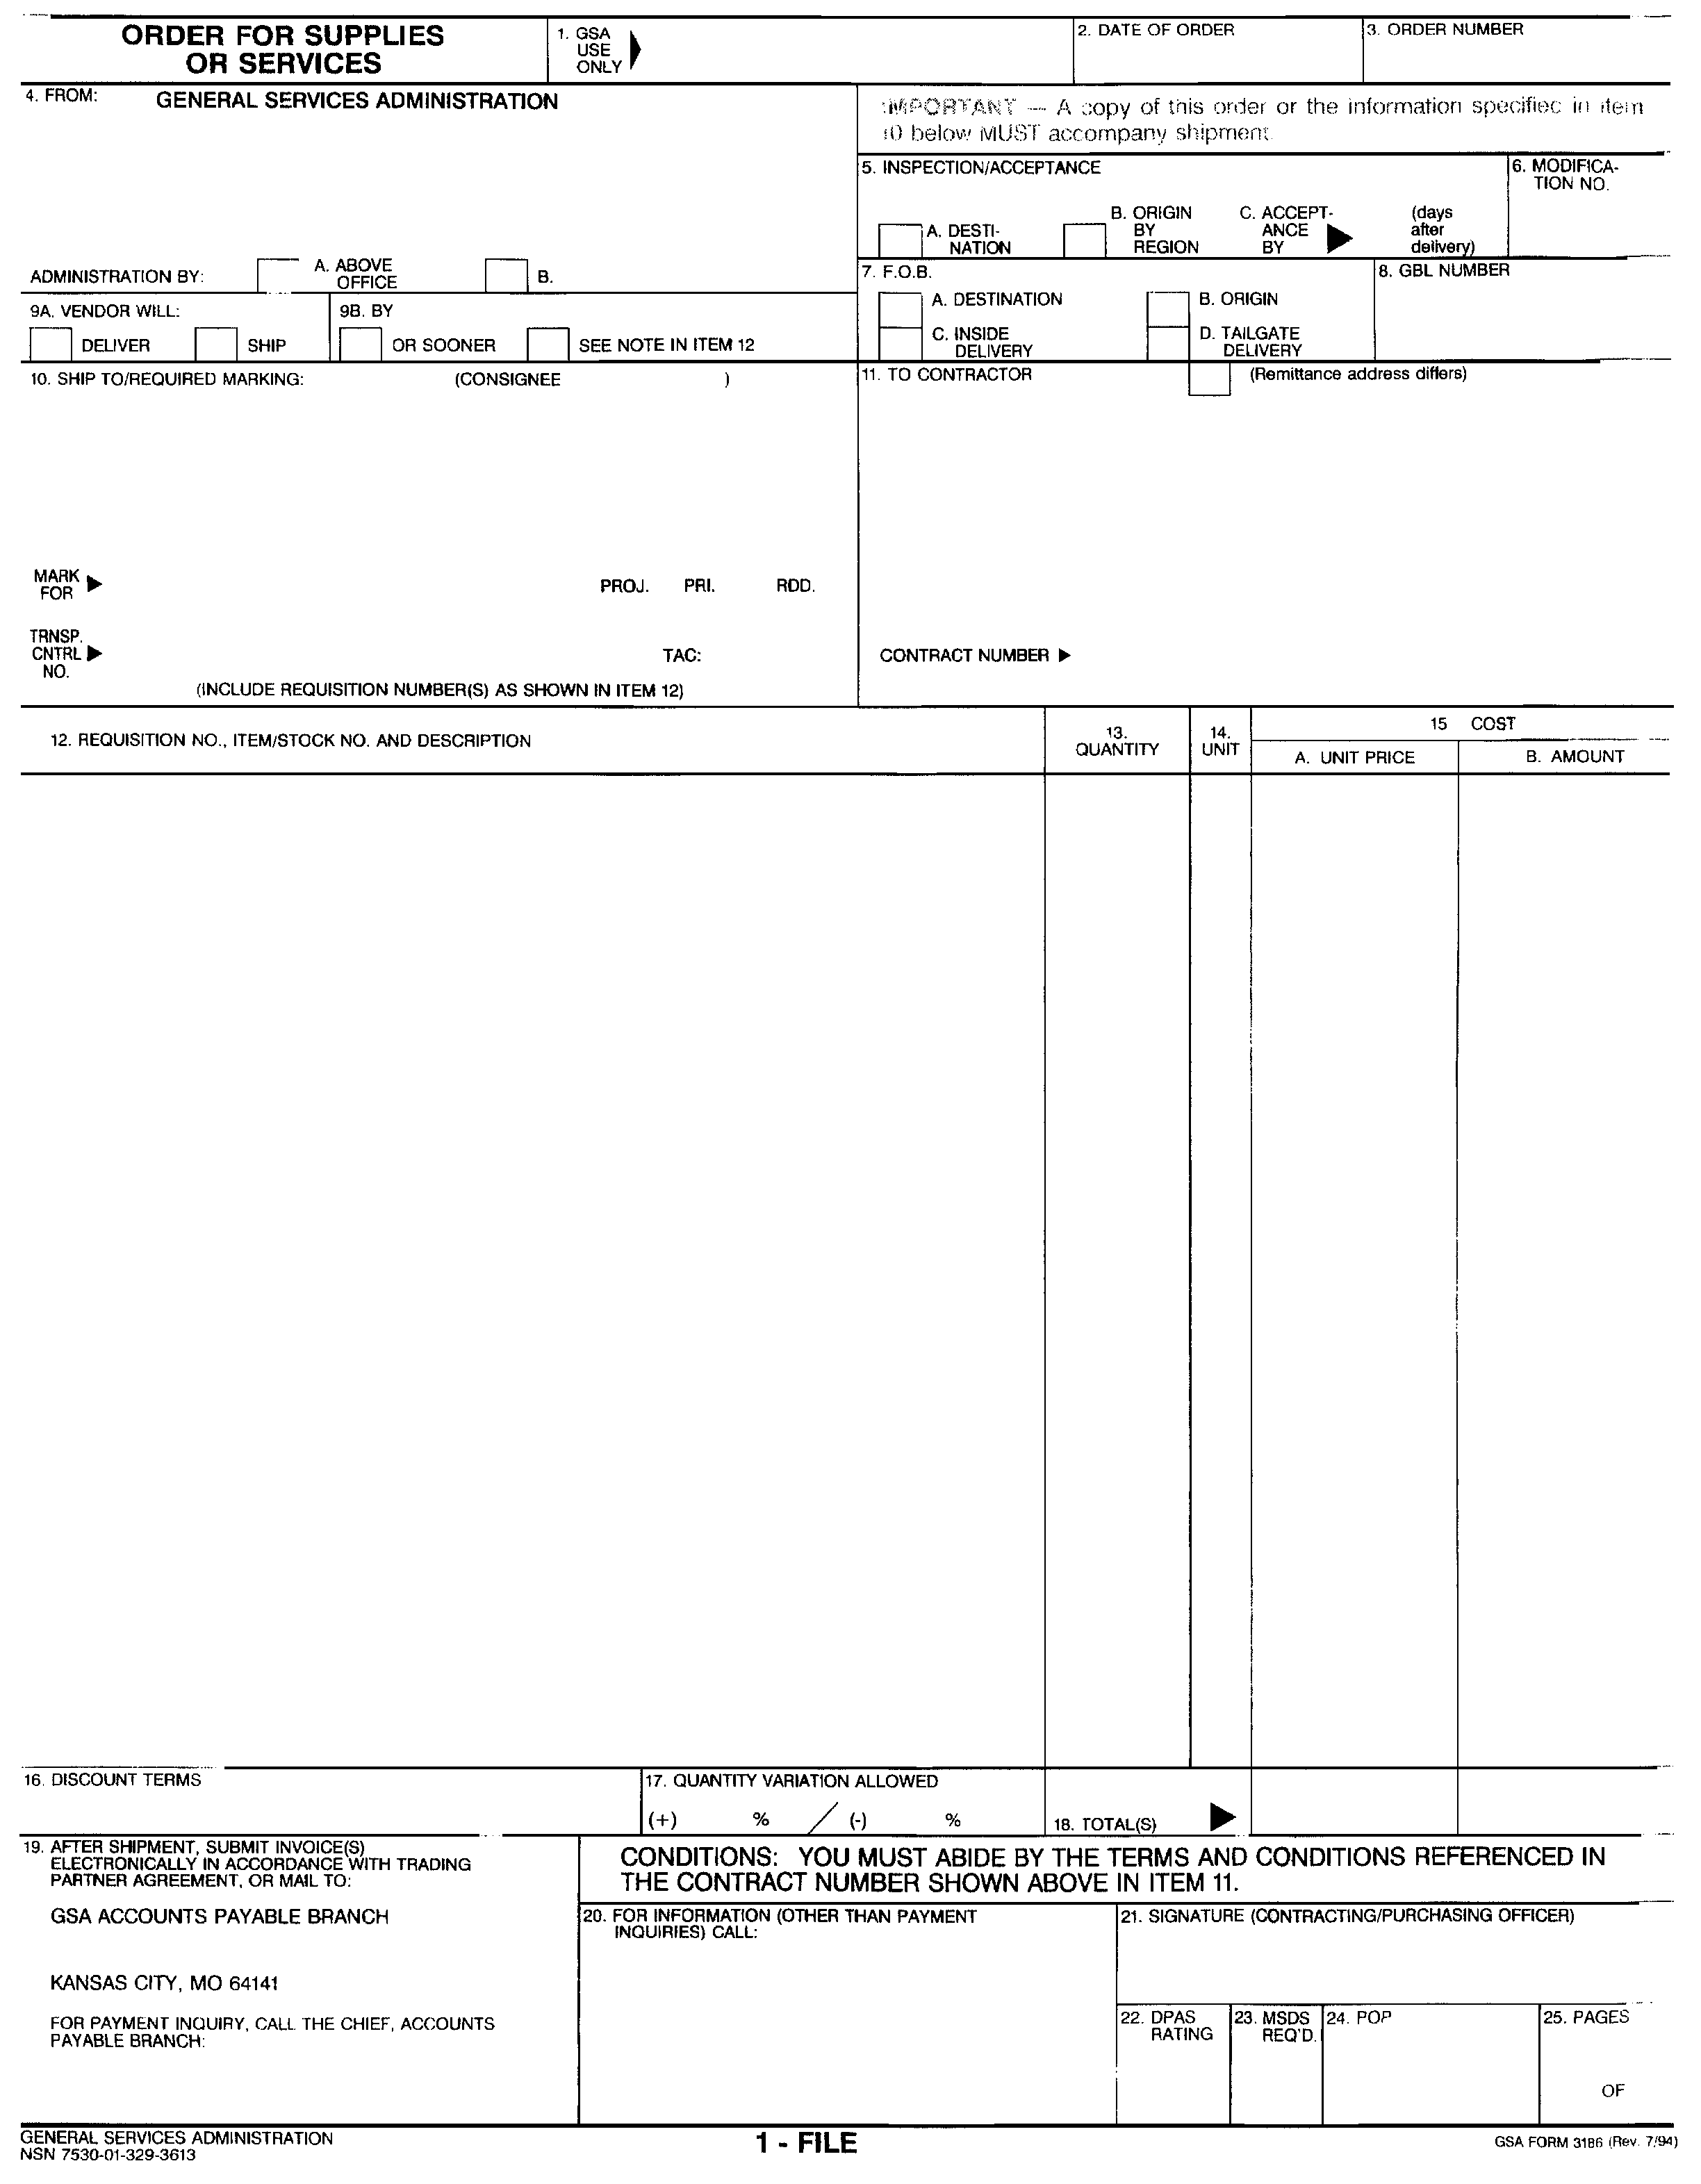 ORDER FOR SUPPLIES
OR SERVICES
1. GSA
USE
ONLY
2. DATE OF ORDER
3. ORDER NUMBER
4. FROM:
GENERAL SERVICES ADMINISTRATION
IMPORTANT — A copy of this order or the information specified in item
10 below MUST accompany shipment.
5. INSPECTION/ACCEPTANCE
A. DESTI-
NATION
B. ORIGIN
BY
REGION
C. ACCEPT-
ANCE
BY
(days
after
delivery)
6. MODIFICA-
TION NO.
ADMINISTRATION BY:
A. ABOVE
OFFICE
B.
7. F.O.B.
A. DESTINATION
B. ORIGIN
C. INSIDE
DELIVERY
D. TAILGATE
DELIVERY
8. GBL NUMBER
9A. VENDOR WILL:
DELIVER
SHIP
9B. BY
OR SOONER
SEE NOTE IN ITEM 12
10. SHIP TO/REQUIRED MARKING:
(CONSIGNEE )
MARK
FOR
PROJ.
PRI.
RDD.
TRNSP.
CNTRL
NO.
TAC:
(INCLUDE REQUISITION NUMBER(S) AS SHOWN IN ITEM 12)
11. TO CONTRACTOR
(Remittance address differs)
CONTRACT NUMBER
12. REQUISITION NO., ITEM/STOCK NO. AND DESCRIPTION
13.
QUANTITY
14.
UNIT
15 COST
A. UNIT PRICE
B. AMOUNT
16. DISCOUNT TERMS
17. QUANTITY VARIATION ALLOWED
(+) % / (-) %
18. TOTAL(S)
19. AFTER SHIPMENT, SUBMIT INVOICE(S)
ELECTRONICALLY IN ACCORDANCE WITH TRADING
PARTNER AGREEMENT, OR MAIL TO:
GSA ACCOUNTS PAYABLE BRANCH
KANSAS CITY, MO 64141
FOR PAYMENT INQUIRY, CALL THE CHIEF, ACCOUNTS
PAYABLE BRANCH:
CONDITIONS: YOU MUST ABIDE BY THE TERMS AND CONDITIONS REFERENCED IN
THE CONTRACT NUMBER SHOWN ABOVE IN ITEM 11.
20. FOR INFORMATION (OTHER THAN PAYMENT
INQUIRIES) CALL:
21. SIGNATURE (CONTRACTING/PURCHASING OFFICER)
22. DPAS
RATING
23. MSDS
REQ'D.
24. POP
25. PAGES
OF
GENERAL SERVICES ADMINISTRATION
NSN 7530-01-329-3613
1 - FILE
GSA FORM 3186 (Rev. 7/94)